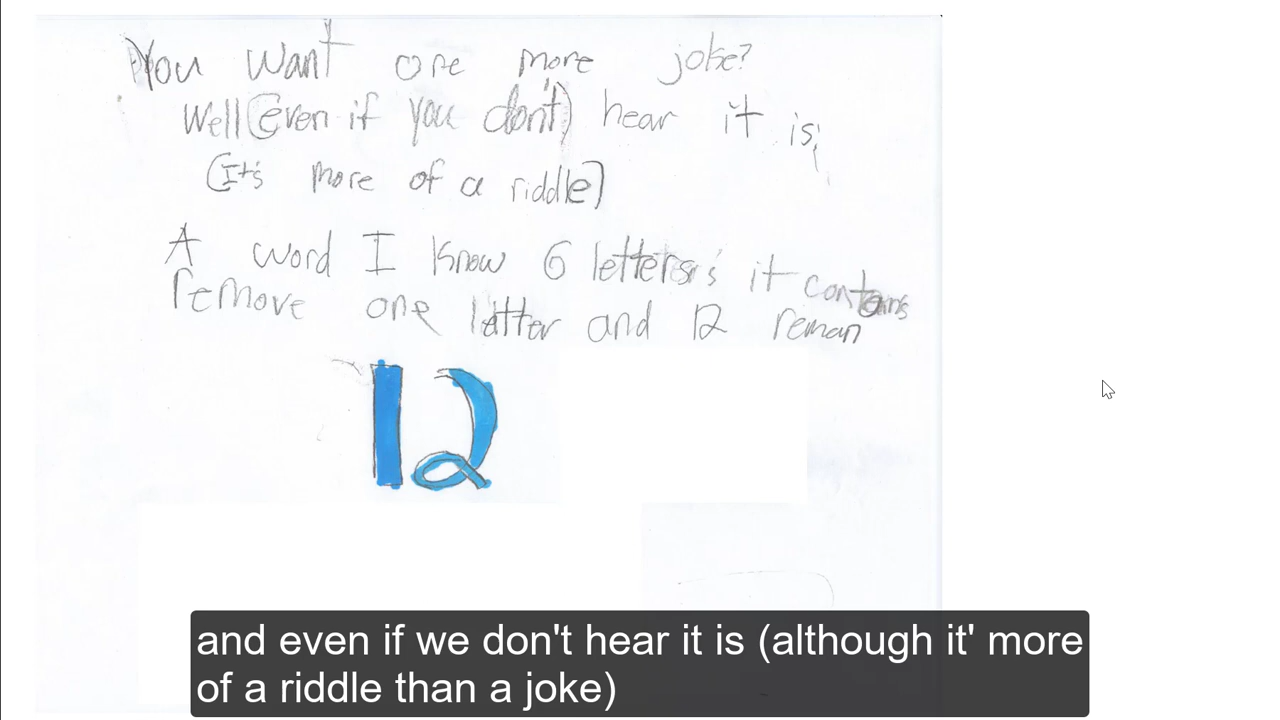 You want one more joke?
Well (even if you don't) hear it is,
(It's more of a riddle)
A word I know 6 letters's it contains
remove one letter and 12 reman
12
and even if we don't hear it is (although it' more
of a riddle than a joke)